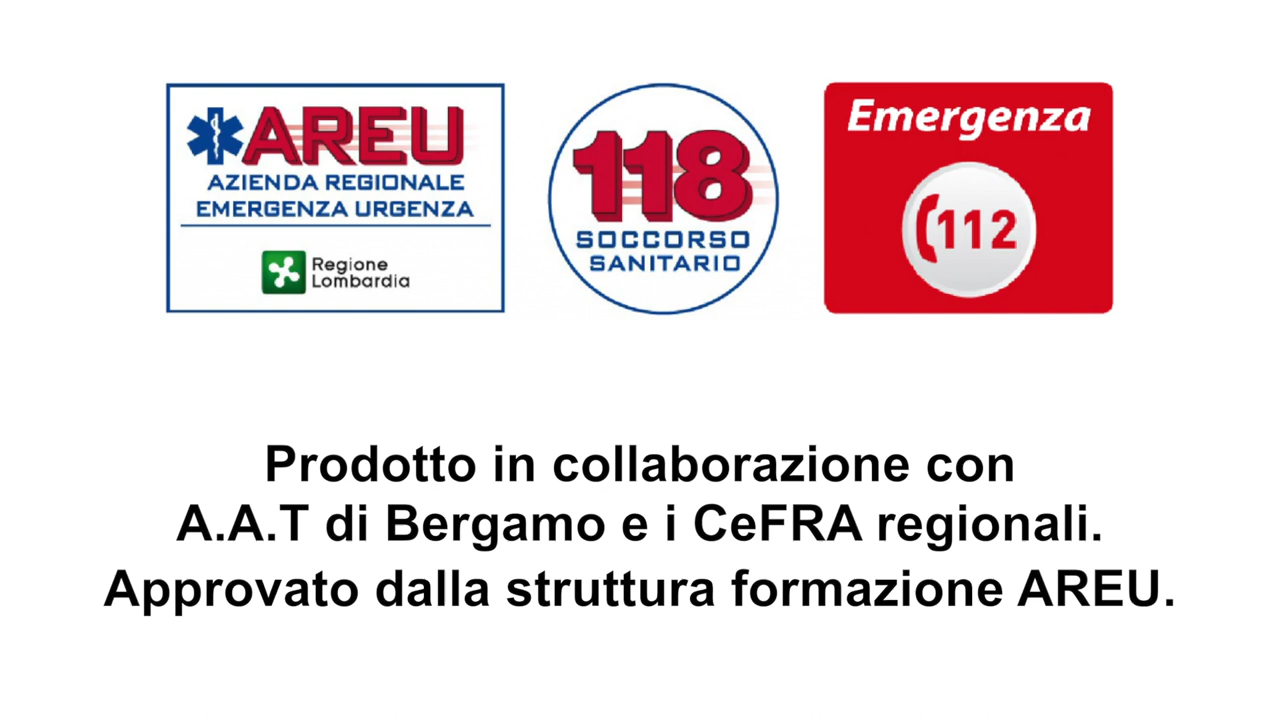 AREU
AZIENDA REGIONALE
EMERGENZA URGENZA
Regione
Lombardia
118
SOCCORSO
SANITARIO
Emergenza
112
Prodotto in collaborazione con
A.A.T di Bergamo e i CeFRA regionali.
Approvato dalla struttura formazione AREU.